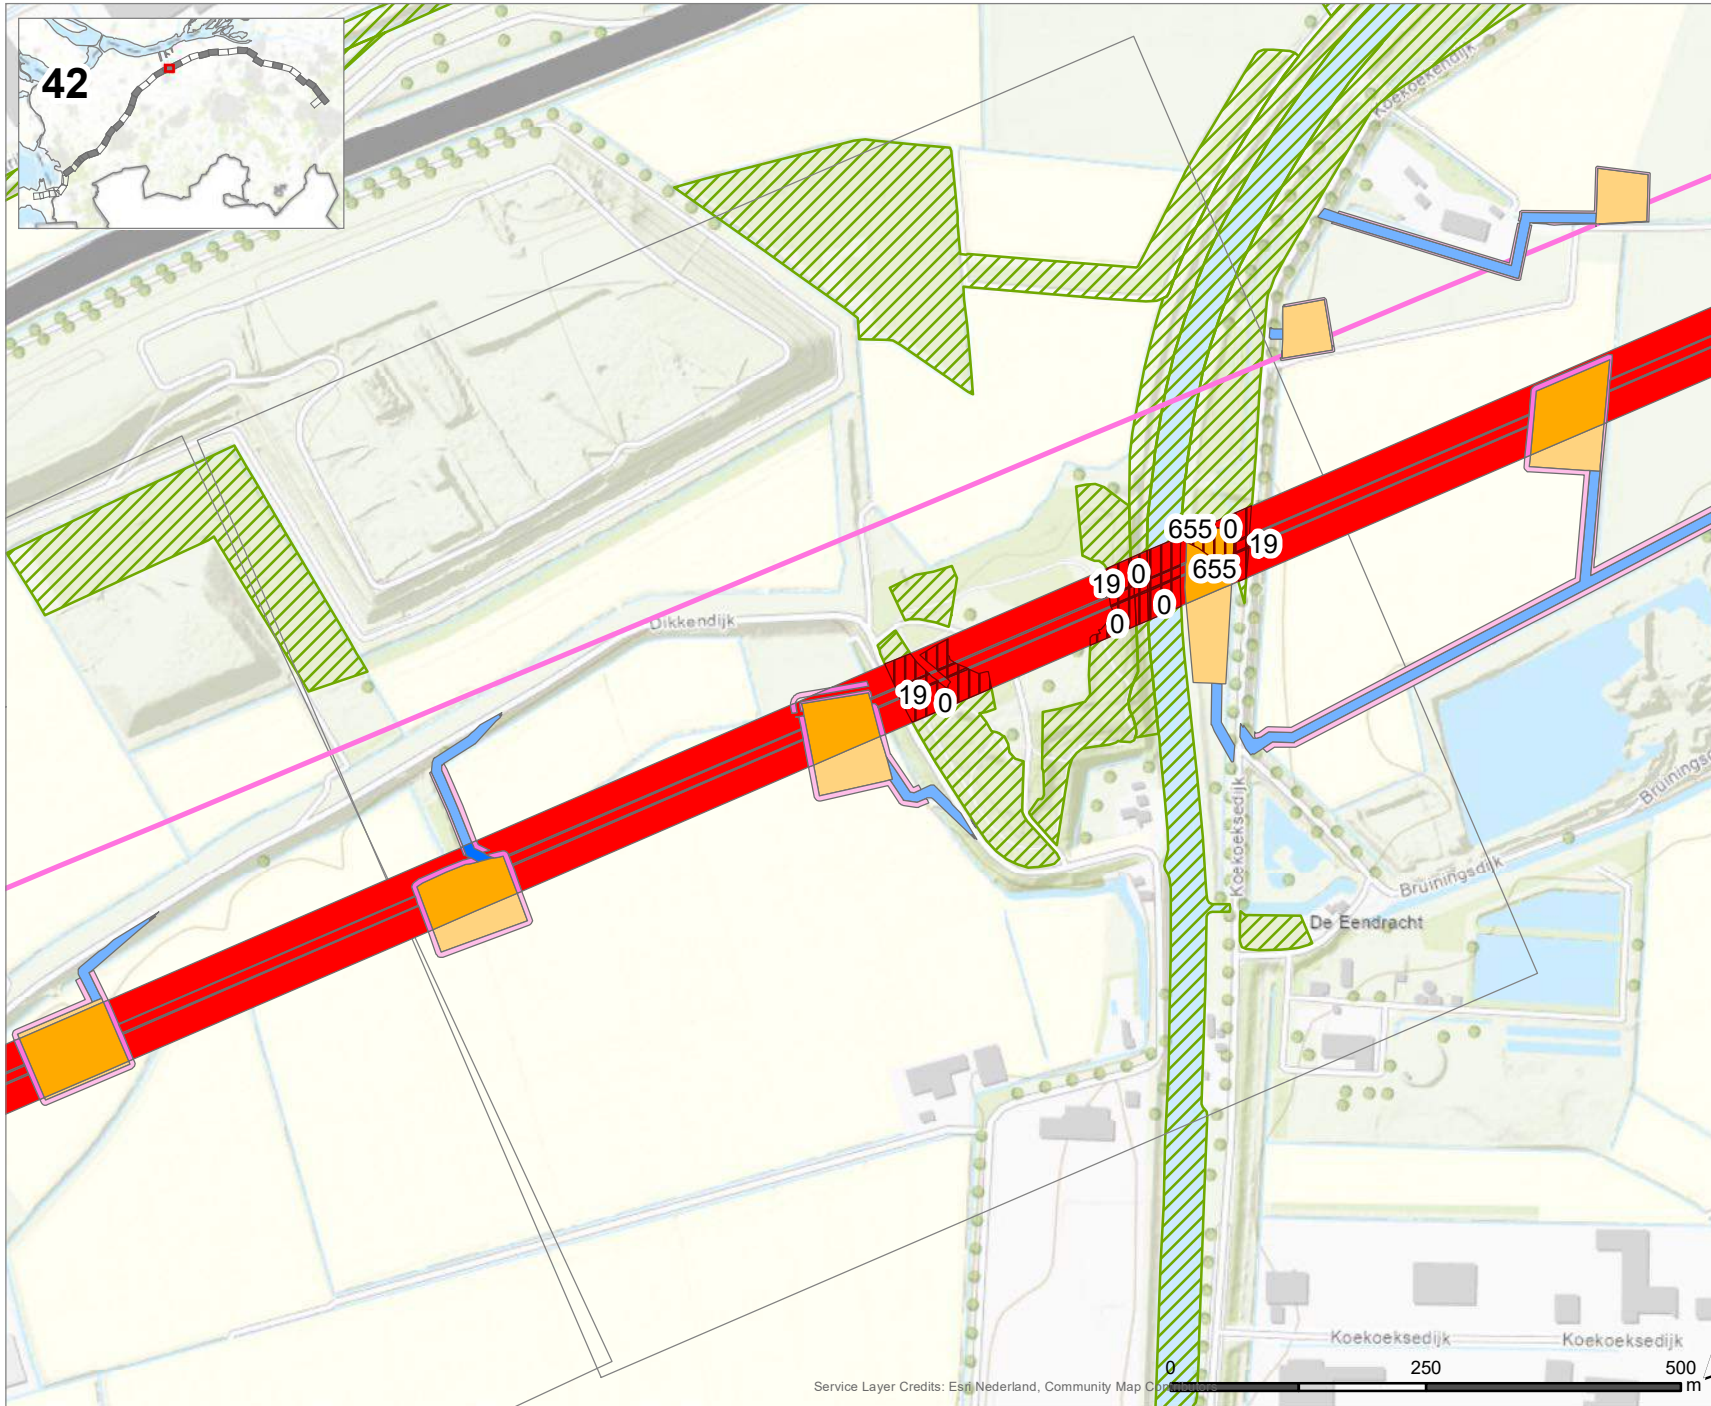 42
Koekoekendijk
655 0
19
655
19 0
0
0
Dikkendijk
19 0
Koekoeksedijk
Bruiningsdijk
De Eendracht
Koekoeksedijk
Koekoeksedijk
0
250
500
m
Service Layer Credits: Esri Nederland, Community Map Contributors